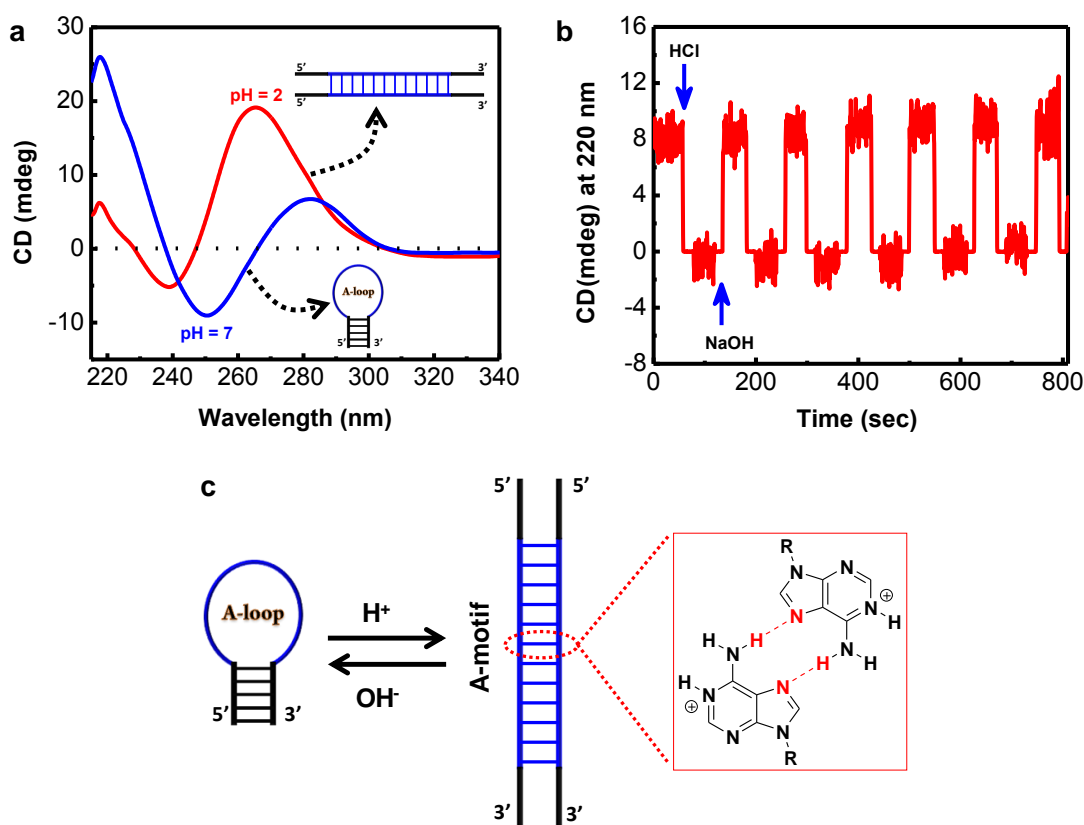 a
30
20
10
0
-10
CD (mdeg)
220 240 260 280 300 320 340
Wavelength (nm)
pH = 2
pH = 7
5’ 3’
5’ 3’
A-loop
5’ 3’
b
16
12
8
4
0
-4
-8
CD(mdeg) at 220 nm
0 200 400 600 800
Time (sec)
HCl
NaOH
c
A-loop
5’ 3’
H+
OH-
A-motif
5’ 5’
3’ 3’
R
N N
N N
⊕
H
H H H
N N
H N N H
⊕
N N
R